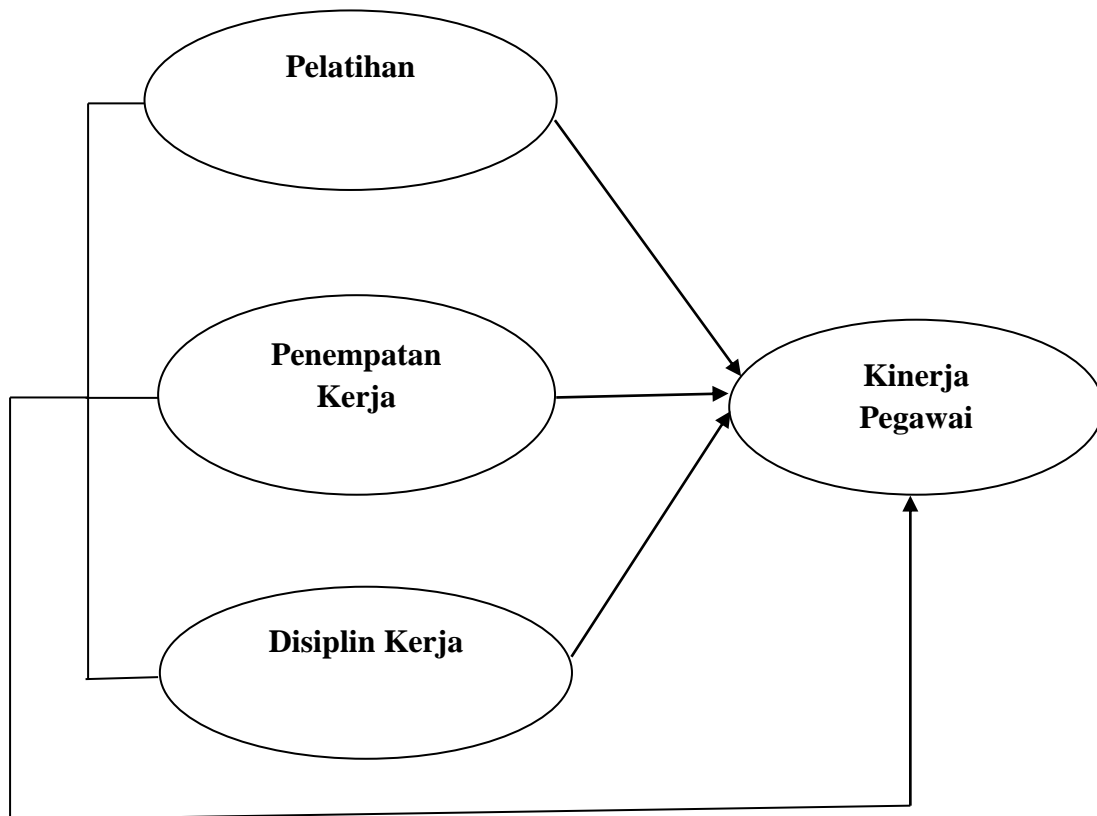 Pelatihan
Penempatan
Kerja
Kinerja
Pegawai
Disiplin Kerja